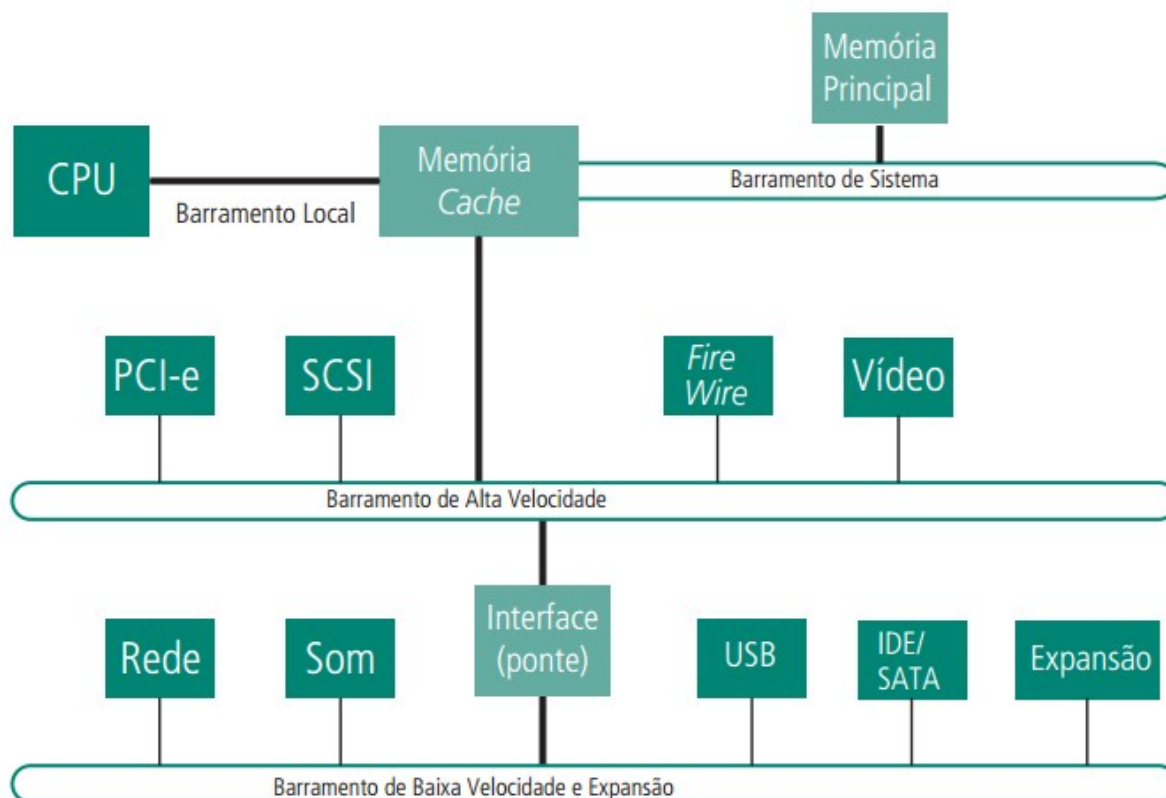 Memória
Principal
CPU
Memória
Cache
Barramento de Sistema
Barramento Local
PCI-e
SCSI
Fire
Wire
Vídeo
Barramento de Alta Velocidade
Rede
Som
Interface
(ponte)
USB
IDE/
SATA
Expansão
Barramento de Baixa Velocidade e Expansão